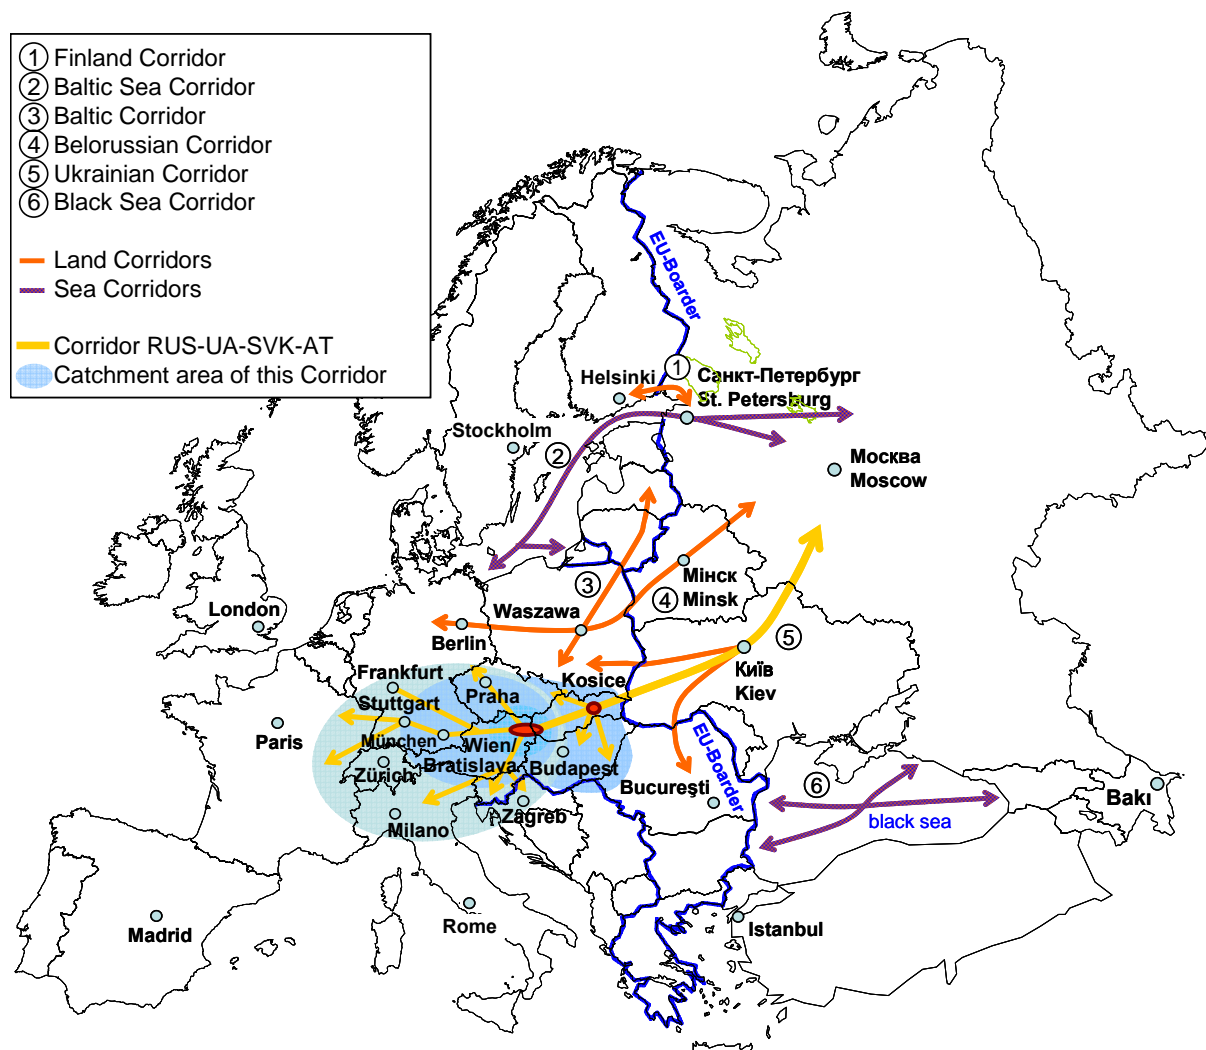 1 Finland Corridor
2 Baltic Sea Corridor
3 Baltic Corridor
4 Belorussian Corridor
5 Ukrainian Corridor
6 Black Sea Corridor
Land Corridors
Sea Corridors
Corridor RUS-UA-SVK-AT
Catchment area of this Corridor
EU-Boarder
1
Helsinki
Санкт-Петербург
St. Petersburg
Stockholm
2
Москва
Moscow
3
Мінск
4 Minsk
London
Waszawa
Berlin
5
Київ
Kiev
Frankfurt
Kosice
Praha
Stuttgart
Paris
München
Wien/
Bratislava
Zürich
Budapest
EU-Boarder
București
6
Bakı
Milano
Zagreb
black sea
Madrid
Rome
Istanbul